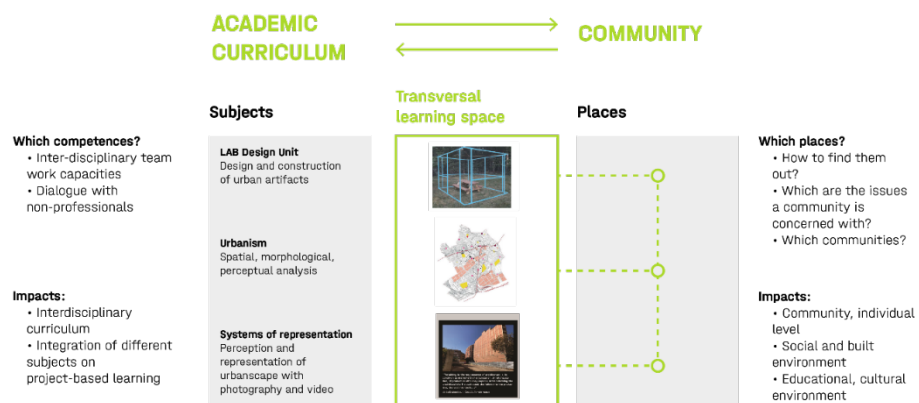 ACADEMIC
CURRICULUM
COMMUNITY
Subjects
Transversal
learning space
Places
Which competences?
• Inter-disciplinary team
work capacities
• Dialogue with
non-professionals
Impacts:
• Interdisciplinary
curriculum
• Integration of different
subjects on
project-based learning
LAB Design Unit
Design and construction
of urban artifacts
Urbanism
Spatial, morphological,
perceptual analysis
Systems of representation
Perception and
representation of
urbanscape with
photography and video
Which places?
• How to find them
out?
• Which are the issues
a community is
concerned with?
• Which communities?
Impacts:
• Community, individual
level
• Social and built
environment
• Educational, cultural
environment